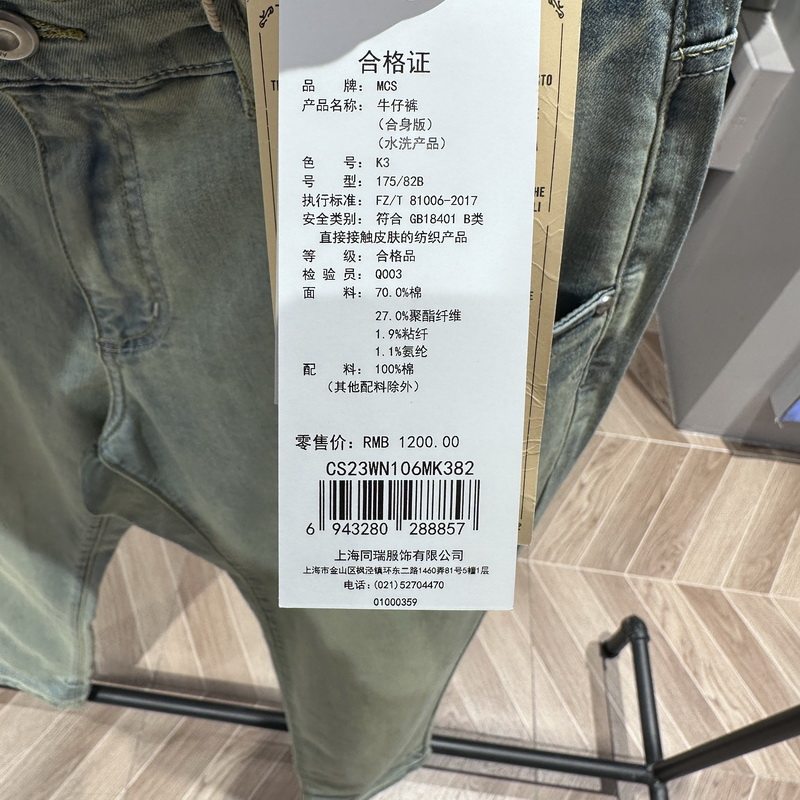 合格证
品 牌: MCS
产品名称: 牛仔裤
(合身版)
(水洗产品)
色 号: K3
号 型: 175/82B
执行标准: FZ/T 81006-2017
安全类别: 符合 GB18401 B类
直接接触皮肤的纺织产品
等 级: 合格品
检 验 员: Q003
面 料: 70.0%棉
27.0%聚酯纤维
1.9%粘纤
1.1%氨纶
配 料: 100%棉
(其他配料除外)
零售价: RMB 1200.00
CS23WN106MK382
6 943280 288857
上海同瑞服饰有限公司
上海市金山区枫泾镇环东二路1460弄81号5幢1层
电话: (021)52704470
01000359